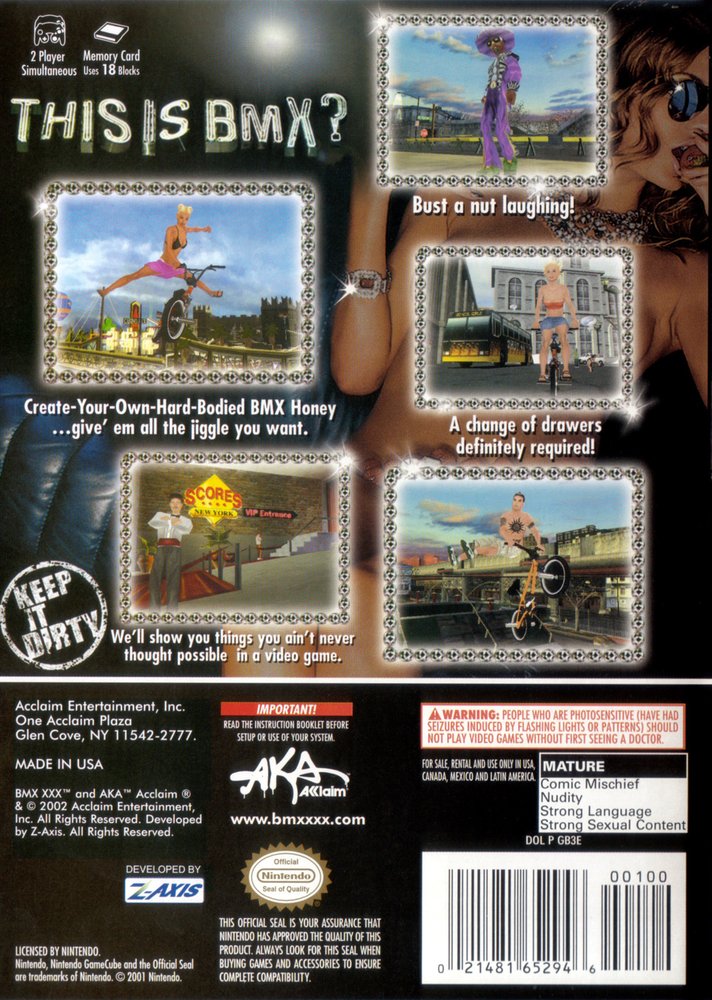 2 Player
Simultaneous
Memory Card
Uses 18 Blocks
THIS IS BMX?
Bust a nut laughing!
Create-Your-Own-Hard-Bodied BMX Honey
...give' em all the jiggle you want.
A change of drawers
definitely required!
SCORES
NEW YORK
VIP Entrance
KEEP
IT
DIRTY
We'll show you things you ain't never
thought possible in a video game.
Acclaim Entertainment, Inc.
One Acclaim Plaza
Glen Cove, NY 11542-2777.
MADE IN USA
BMX XXX™ and AKA™ Acclaim ®
& © 2002 Acclaim Entertainment,
Inc. All Rights Reserved. Developed
by Z-Axis. All Rights Reserved.
DEVELOPED BY
Z-AXIS
LICENSED BY NINTENDO.
Nintendo, Nintendo GameCube and the Official Seal
are trademarks of Nintendo. © 2001 Nintendo.
IMPORTANT!
READ THE INSTRUCTION BOOKLET BEFORE
SETUP OR USE OF YOUR SYSTEM.
AKA
Acclaim
www.bmxxxx.com
Official
Nintendo
Seal of Quality
THIS OFFICIAL SEAL IS YOUR ASSURANCE THAT
NINTENDO HAS APPROVED THE QUALITY OF THIS
PRODUCT. ALWAYS LOOK FOR THIS SEAL WHEN
BUYING GAMES AND ACCESSORIES TO ENSURE
COMPLETE COMPATIBILITY.
WARNING: PEOPLE WHO ARE PHOTOSENSITIVE (HAVE HAD
SEIZURES INDUCED BY FLASHING LIGHTS OR PATTERNS) SHOULD
NOT PLAY VIDEO GAMES WITHOUT FIRST SEEING A DOCTOR.
FOR SALE, RENTAL AND USE ONLY IN USA,
CANADA, MEXICO AND LATIN AMERICA.
MATURE
Comic Mischief
Nudity
Strong Language
Strong Sexual Content
DOL P GB3E
00100
0 21481 65294 6